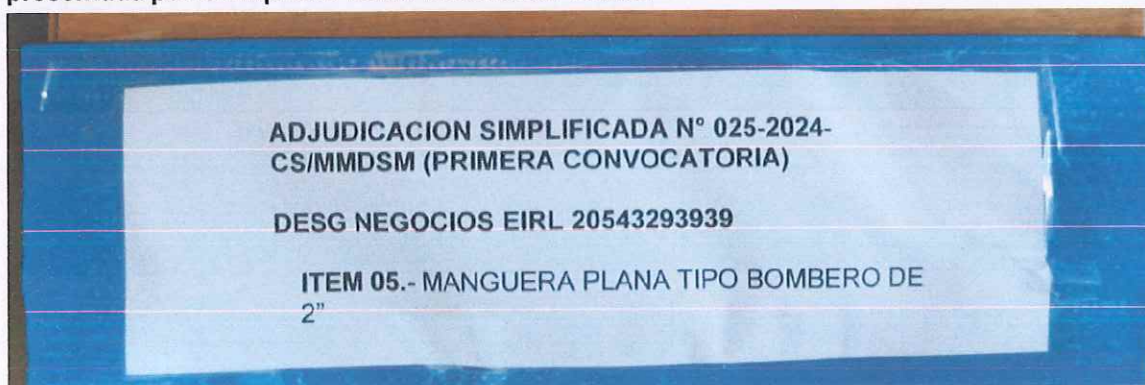 ADJUDICACION SIMPLIFICADA N° 025-2024-
CS/MMDSM (PRIMERA CONVOCATORIA)
DESG NEGOCIOS EIRL 20543293939
ITEM 05.- MANGUERA PLANA TIPO BOMBERO DE
2”